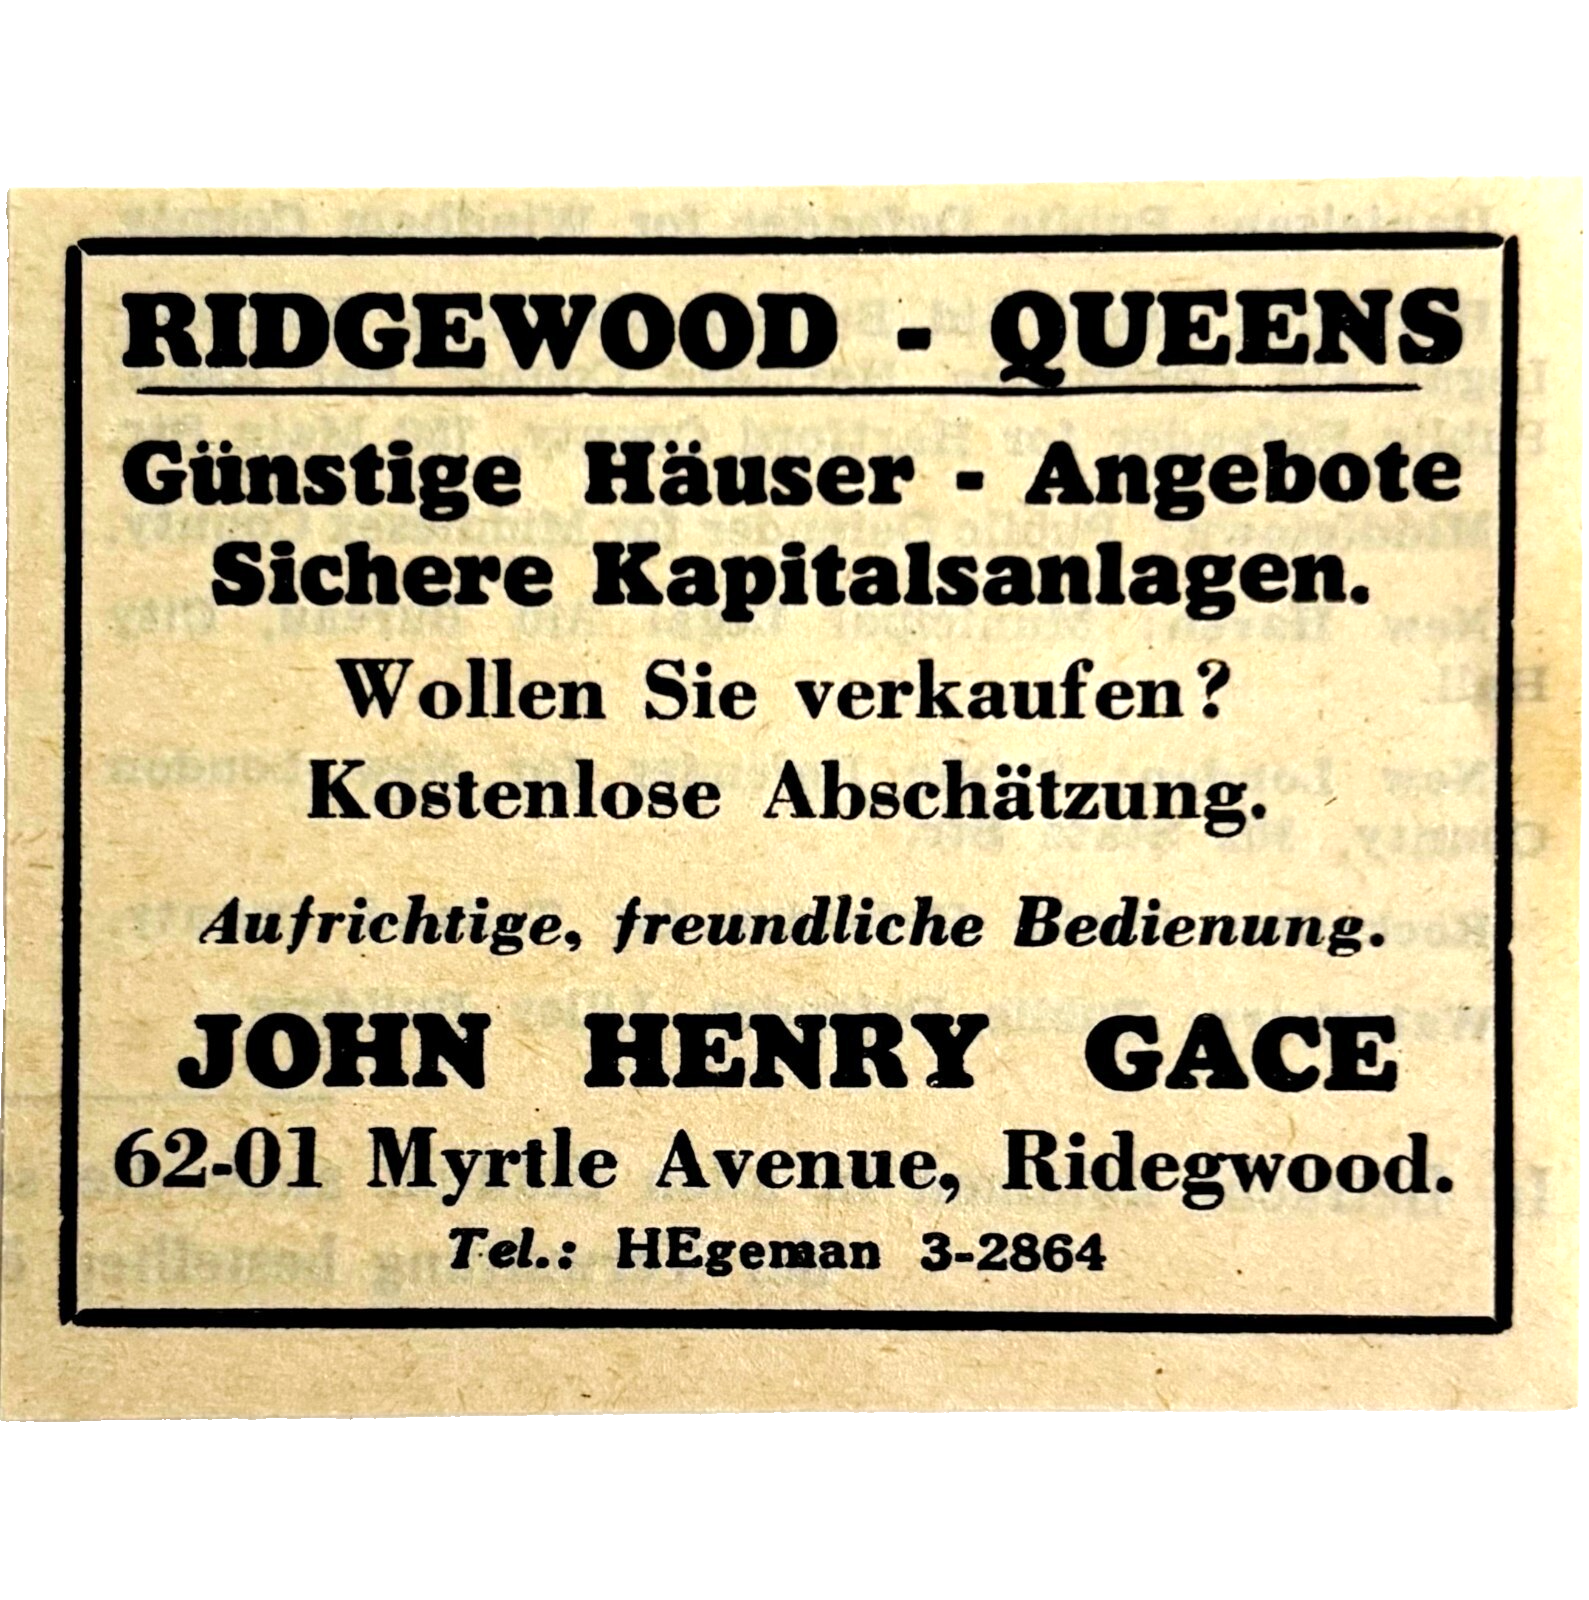 RIDGEWOOD - QUEENS
Günstige Häuser - Angebote
Sichere Kapitalsanlagen.
Wollen Sie verkaufen?
Kostenlose Abschätzung.
Aufrichtige, freundliche Bedienung.
JOHN HENRY GACE
62-01 Myrtle Avenue, Ridegwood.
Tel.: HEgeman 3-2864